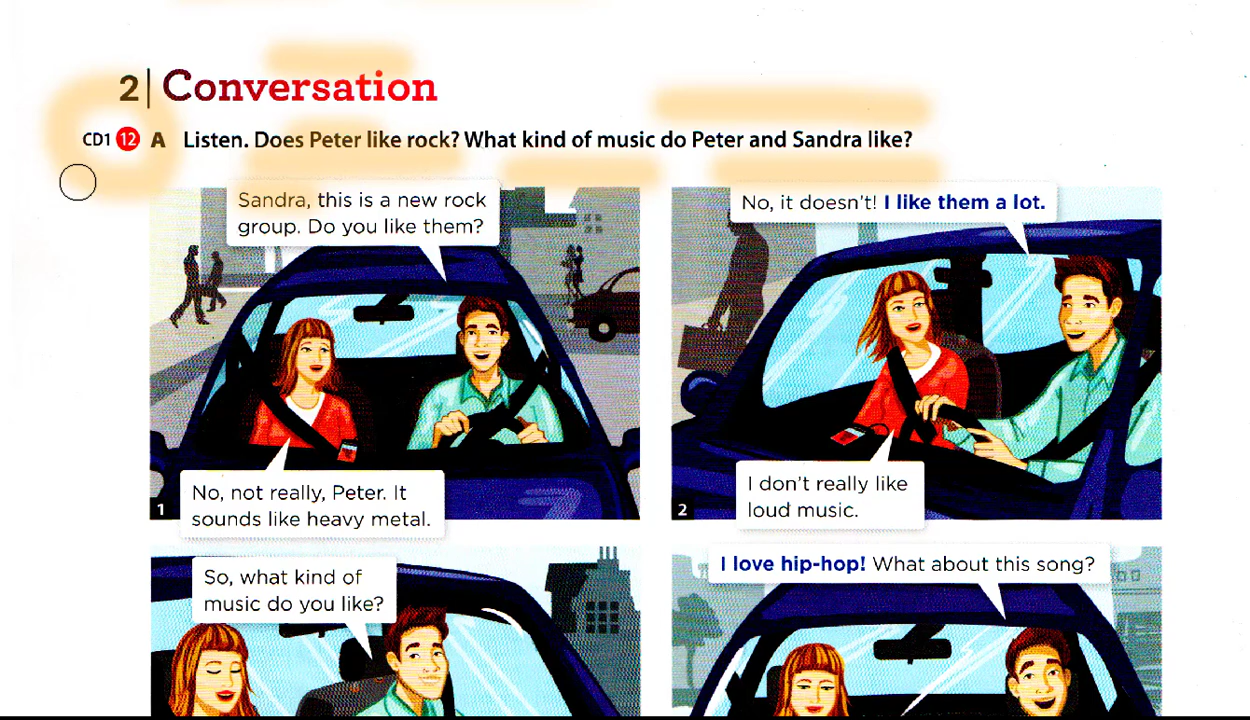 2 | Conversation
CD1 12 A Listen. Does Peter like rock? What kind of music do Peter and Sandra like?
Sandra, this is a new rock
group. Do you like them?
No, not really, Peter. It
sounds like heavy metal.
1
No, it doesn't! I like them a lot.
I don't really like
loud music.
2
So, what kind of
music do you like?
I love hip-hop! What about this song?